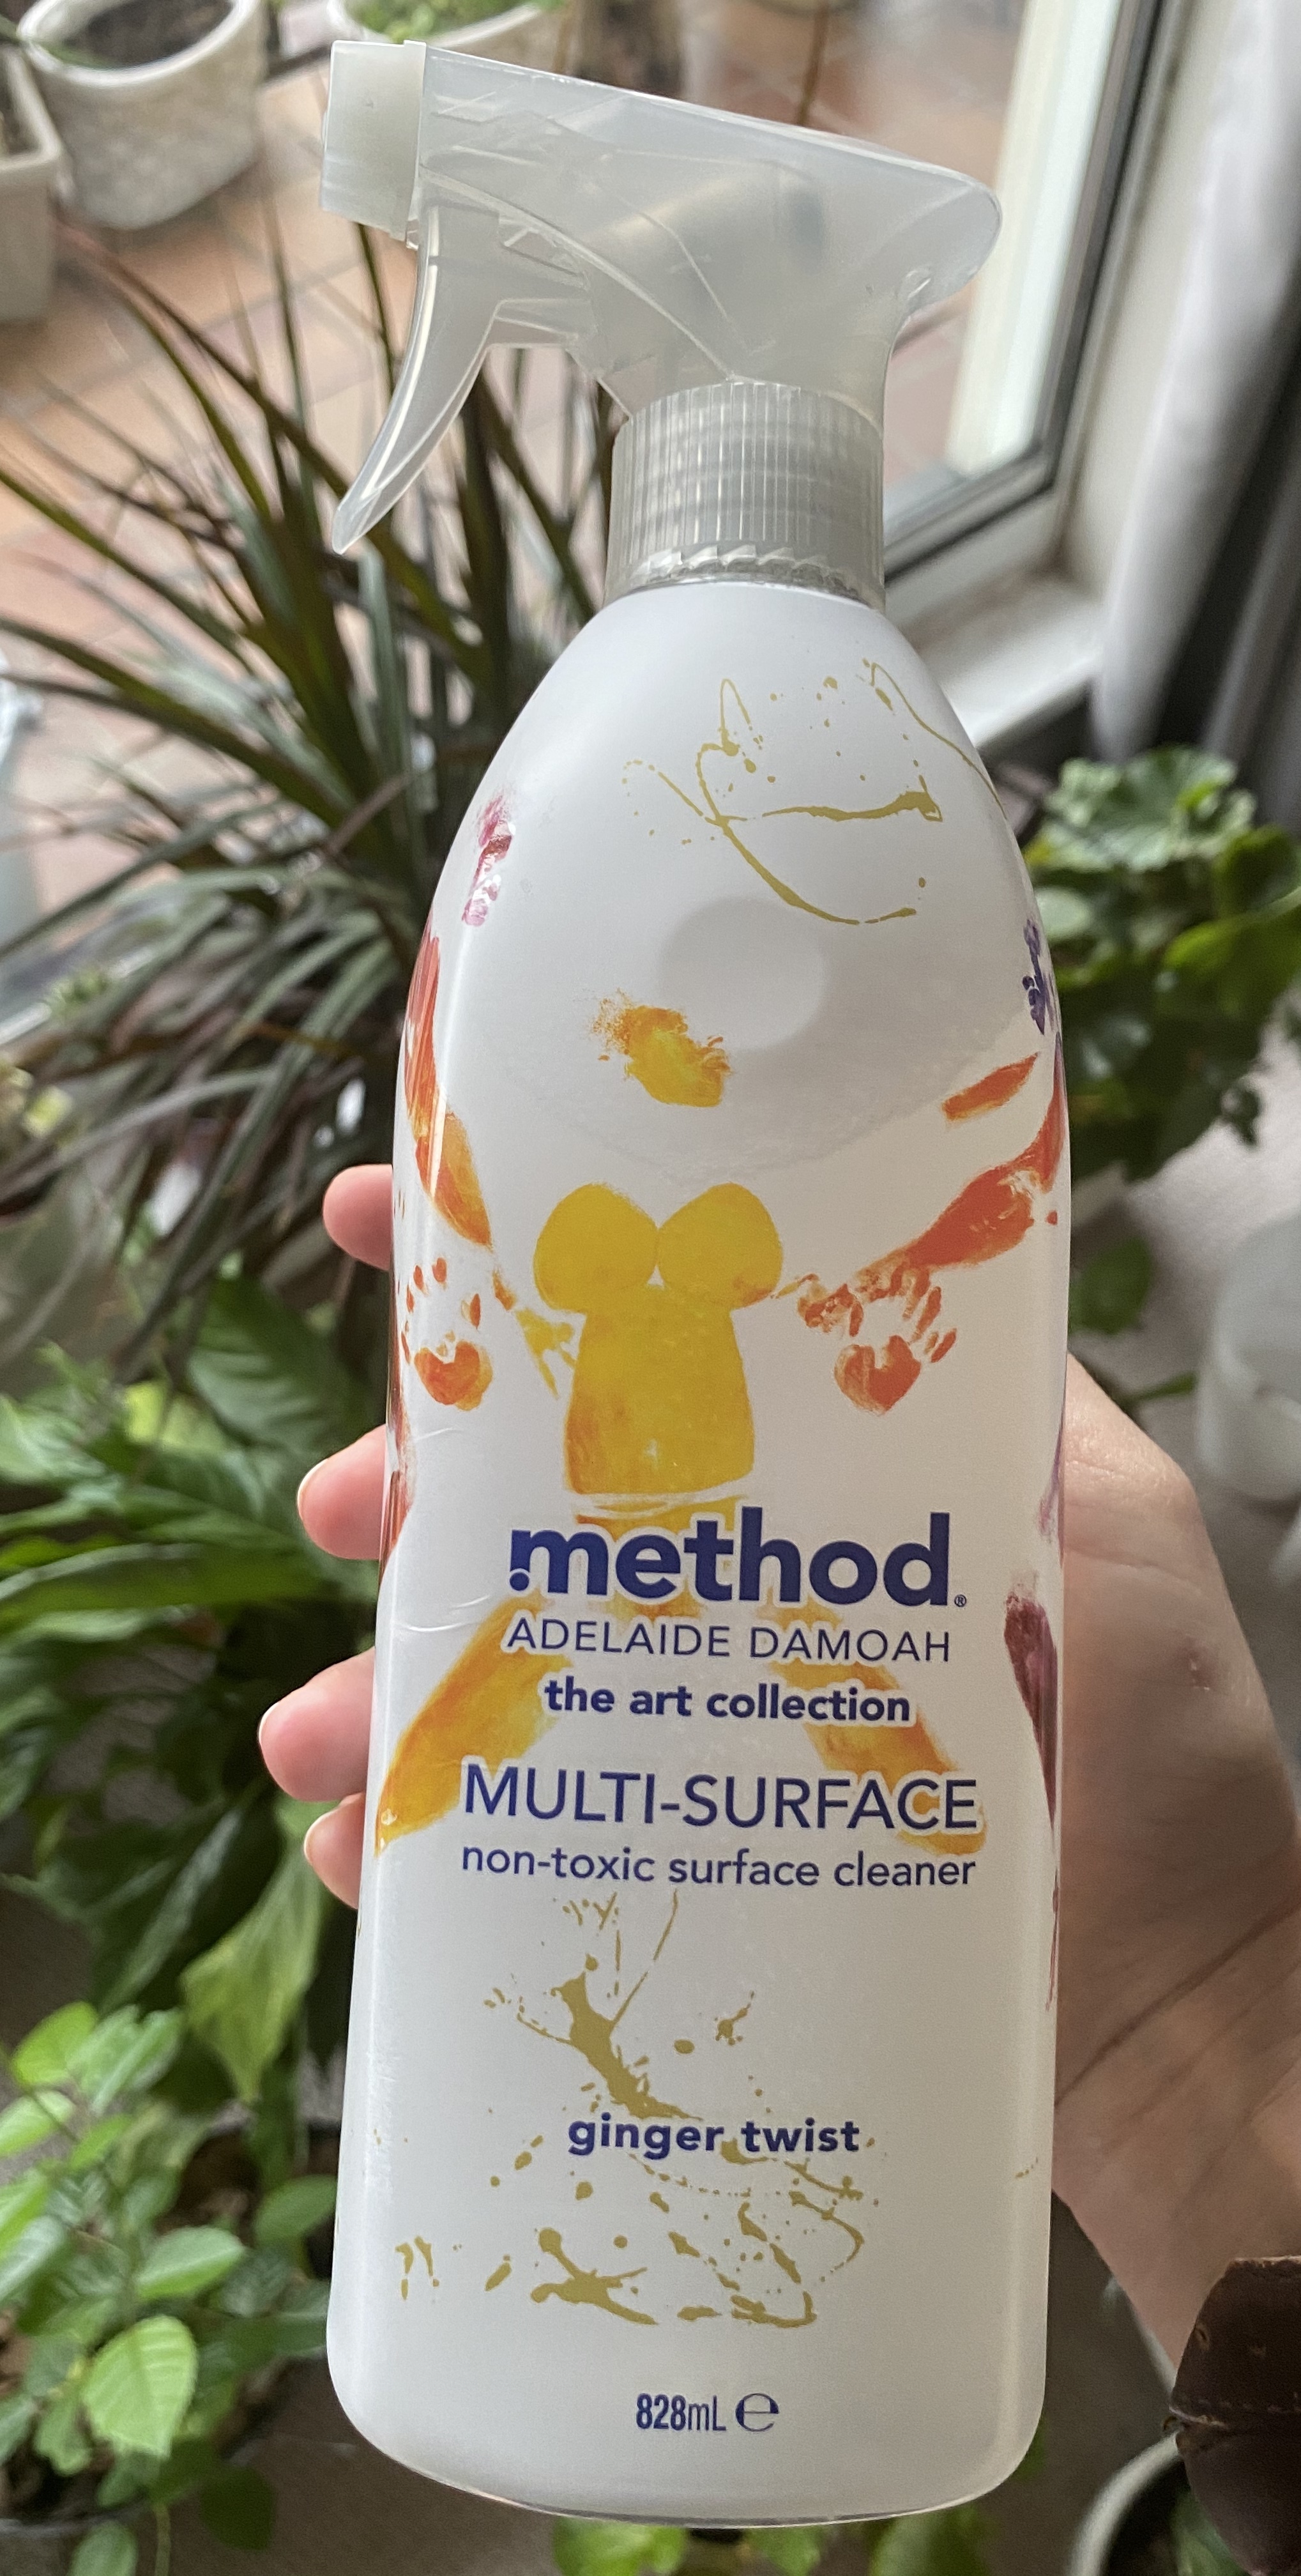 method®
ADELAIDE DAMOAH
the art collection
MULTI-SURFACE
non-toxic surface cleaner
ginger twist
828mL ℮